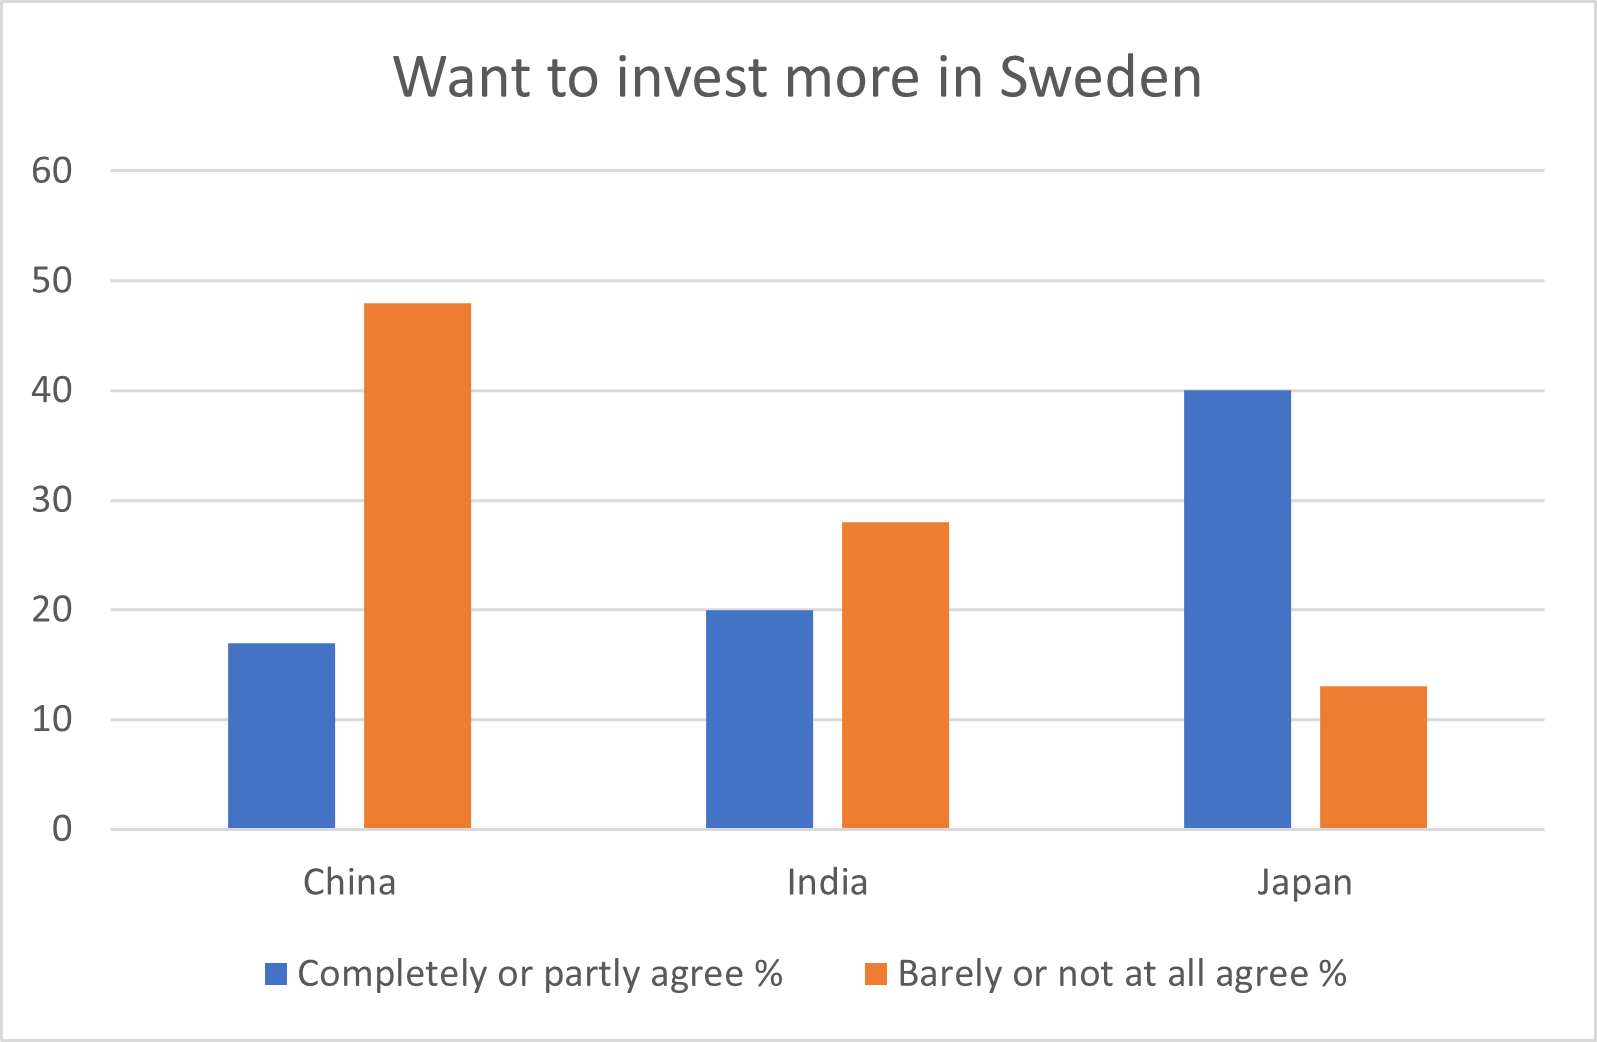 Want to invest more in Sweden
60
50
40
30
20
10
0
China India Japan
Completely or partly agree % Barely or not at all agree %